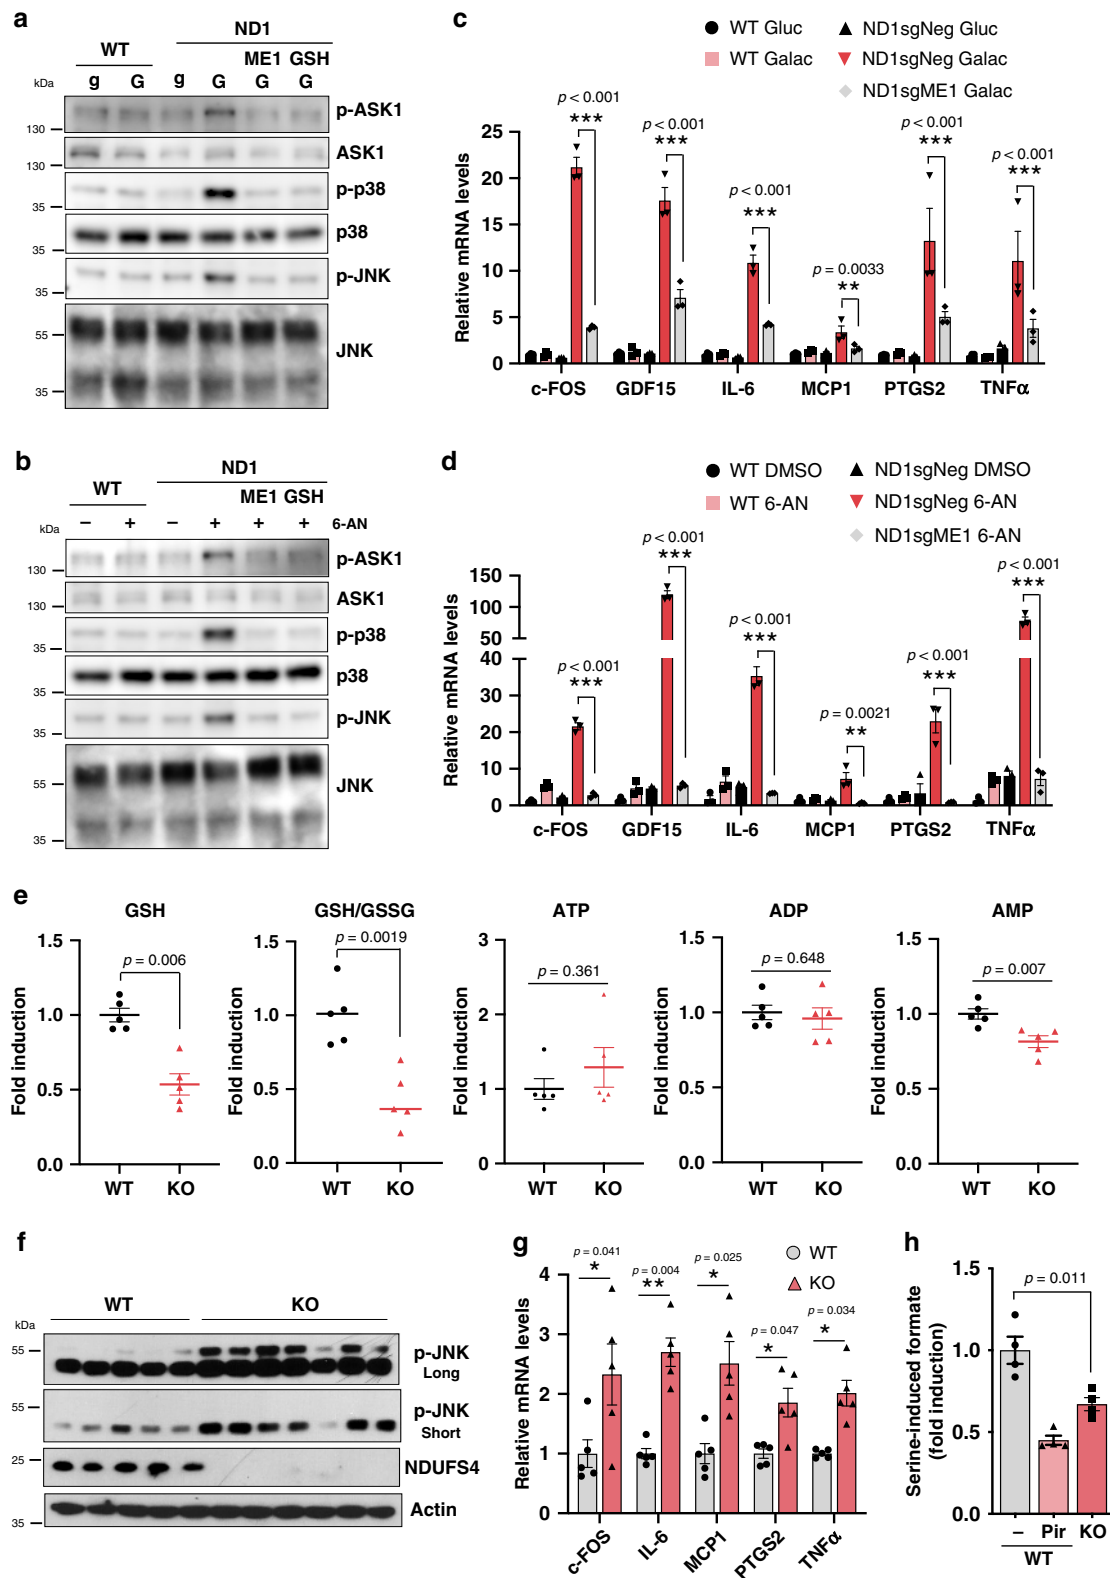 a
ND1
WT
ME1 GSH
kDa g G g G G G
p-ASK1
130
ASK1
130
p-p38
35
p38
35
p-JNK
35
55
JNK
35
c
WT Gluc
WT Galac
ND1sgNeg Gluc
ND1sgNeg Galac
ND1sgME1 Galac
Relative mRNA levels
25
20
15
10
5
0
p < 0.001
***
p < 0.001
***
p < 0.001
***
p = 0.0033
**
p < 0.001
***
p < 0.001
***
c-FOS GDF15 IL-6 MCP1 PTGS2 TNFα
b
ND1
WT
ME1 GSH
kDa – + – + + + 6-AN
p-ASK1
130
ASK1
130
p-p38
35
p38
35
p-JNK
35
55
JNK
35
d
WT DMSO
WT 6-AN
ND1sgNeg DMSO
ND1sgNeg 6-AN
ND1sgME1 6-AN
Relative mRNA levels
150
100
50
40
30
20
10
0
p < 0.001
***
p < 0.001
***
p < 0.001
***
p = 0.0021
**
p < 0.001
***
p < 0.001
***
c-FOS GDF15 IL-6 MCP1 PTGS2 TNFα
e
GSH
Fold induction
1.5
1.0
0.5
0.0
p = 0.006
WT KO
GSH/GSSG
Fold induction
1.5
1.0
0.5
0.0
p = 0.0019
WT KO
ATP
Fold induction
3
2
1
0
p = 0.361
WT KO
ADP
Fold induction
1.5
1.0
0.5
0.0
p = 0.648
WT KO
AMP
Fold induction
1.5
1.0
0.5
0.0
p = 0.007
WT KO
f
WT KO
kDa
55
p-JNK
Long
55
p-JNK
Short
25
NDUFS4
Actin
35
g
WT
KO
Relative mRNA levels
4
3
2
1
0
p = 0.041
*
p = 0.004
**
p = 0.025
*
p = 0.047
*
p = 0.034
*
c-FOS IL-6 MCP1 PTGS2 TNFα
h
Serine-induced formate
(fold induction)
1.5
1.0
0.5
0.0
p = 0.011
– Pir KO
WT